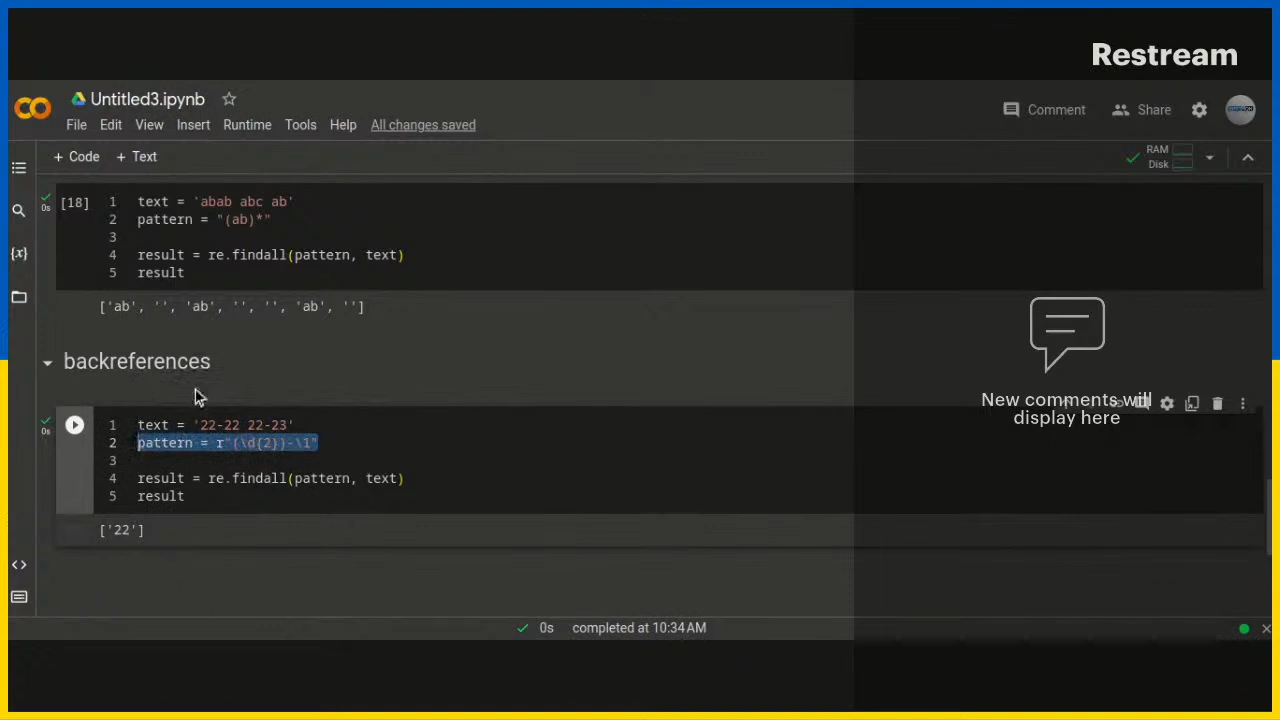 Restream
Untitled3.ipynb
File Edit View Insert Runtime Tools Help All changes saved
Comment Share
+ Code + Text
RAM
Disk
0s
[18]
1 text = 'abab abc ab'
2 pattern = "(ab)*"
3
4 result = re.findall(pattern, text)
5 result
['ab', '', 'ab', '', '', 'ab', '']
backreferences
New comments will
display here
0s
1 text = '22-22 22-23'
2 pattern = r"(\d{2})-\1"
3
4 result = re.findall(pattern, text)
5 result
['22']
0s completed at 10:34 AM